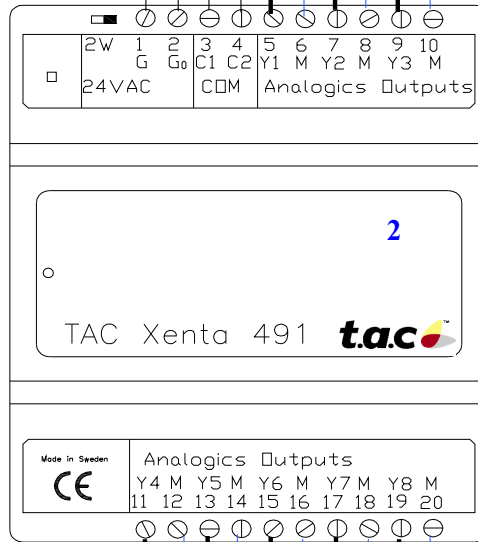 2W 1 2 3 4 5 6 7 8 9 10
G G0 C1 C2 Y1 M Y2 M Y3 M
24VAC COM Analogics Outputs
2
TAC Xenta 491 t.a.c ™
Made in Sweden
CE
Analogics Outputs
Y4 M Y5 M Y6 M Y7 M Y8 M
11 12 13 14 15 16 17 18 19 20